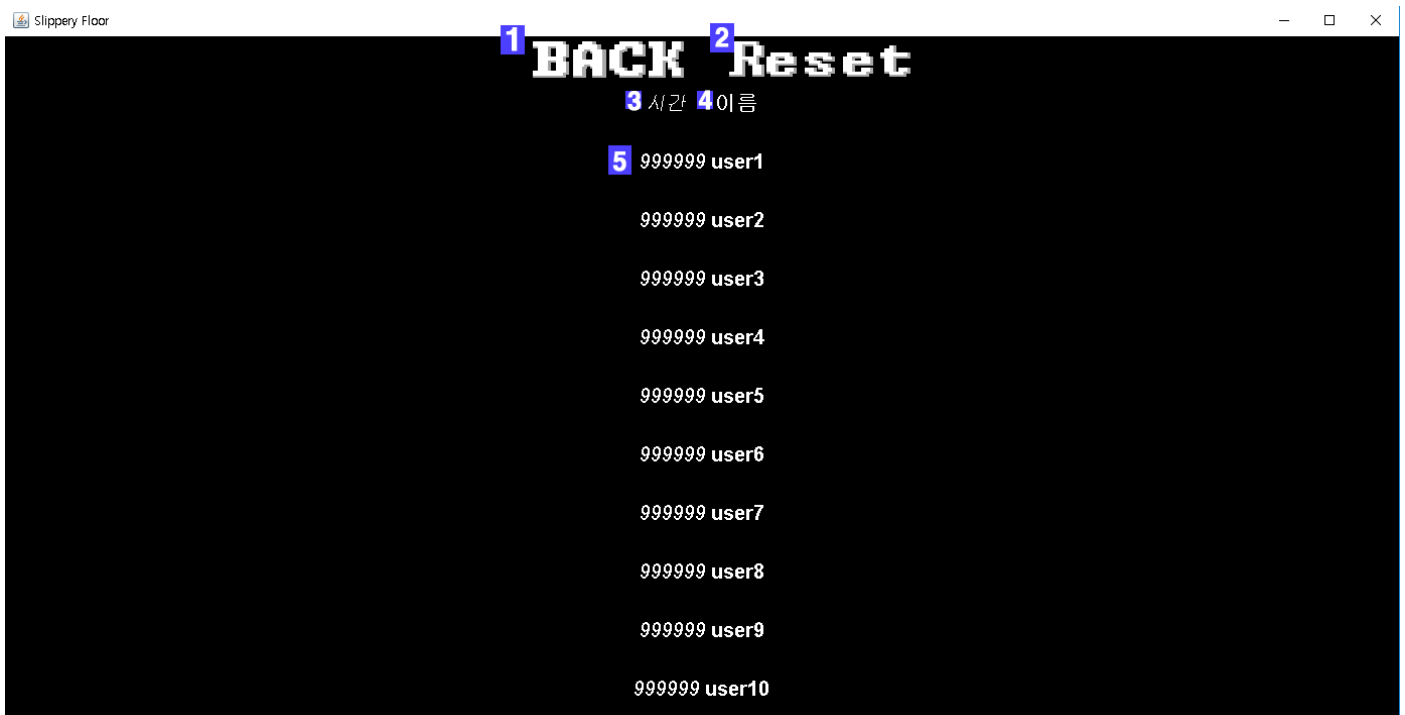 Slippery Floor
1 BACK 2 Reset
3 시간 4 이름
5 999999 user1
999999 user2
999999 user3
999999 user4
999999 user5
999999 user6
999999 user7
999999 user8
999999 user9
999999 user10